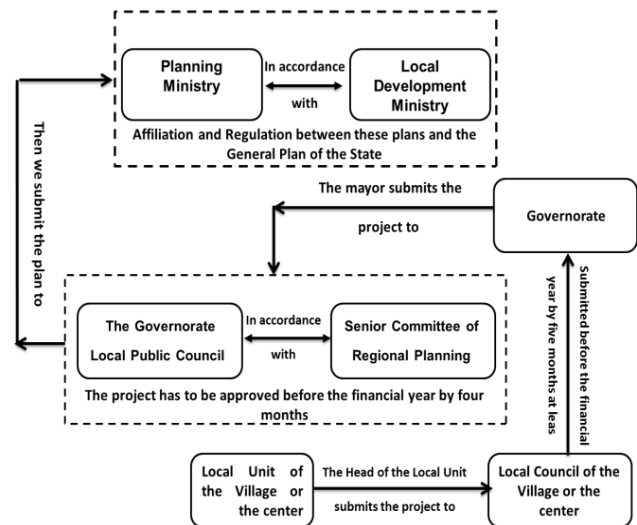 Planning
Ministry
In accordance
with
Local
Development
Ministry
Affiliation and Regulation between these plans and the
General Plan of the State
Then we submit the plan to
The mayor submits the
project to
Governorate
Submitted before the financial
year by five months at leas
The Governorate
Local Public Council
In accordance
with
Senior Committee of
Regional Planning
The project has to be approved before the financial year by four
months
Local Unit of
the Village or
the center
The Head of the Local Unit
submits the project to
Local Council of the
Village or the
center